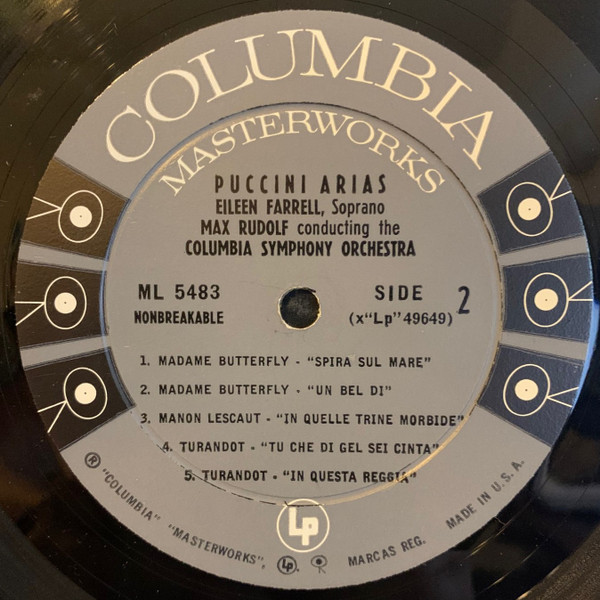 COLUMBIA
MASTERWORKS
PUCCINI ARIAS
EILEEN FARRELL, Soprano
MAX RUDOLF conducting the
COLUMBIA SYMPHONY ORCHESTRA
ML 5483
NONBREAKABLE
SIDE 2
(x“Lp”49649)
1. MADAME BUTTERFLY - “SPIRA SUL MARE”
2. MADAME BUTTERFLY - “UN BEL DI”
3. MANON LESCAUT - “IN QUELLE TRINE MORBIDE”
4. TURANDOT - “TU CHE DI GEL SEI CINTA”
5. TURANDOT - “IN QUESTA REGGIA”
Lp
® “COLUMBIA” “MASTERWORKS”, Lp. MARCAS REG. MADE IN U.S.A.